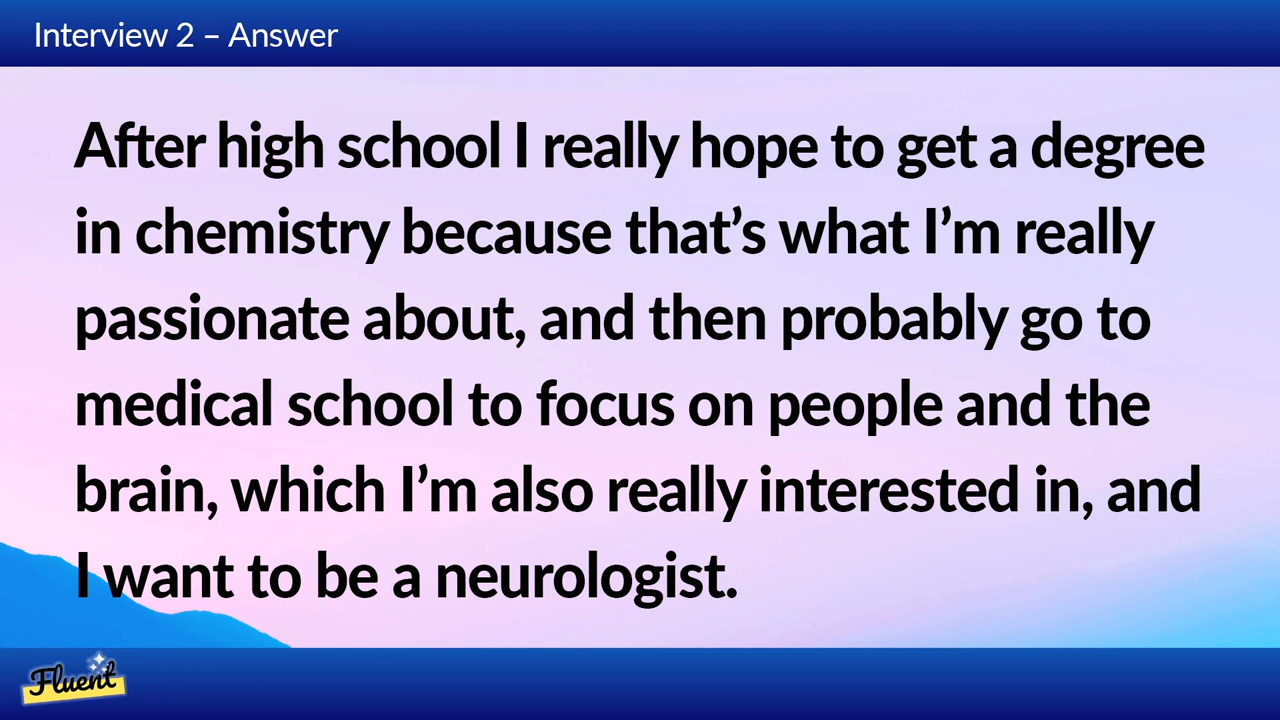 Interview 2 – Answer
After high school I really hope to get a degree
in chemistry because that’s what I’m really
passionate about, and then probably go to
medical school to focus on people and the
brain, which I’m also really interested in, and
I want to be a neurologist.
Fluent